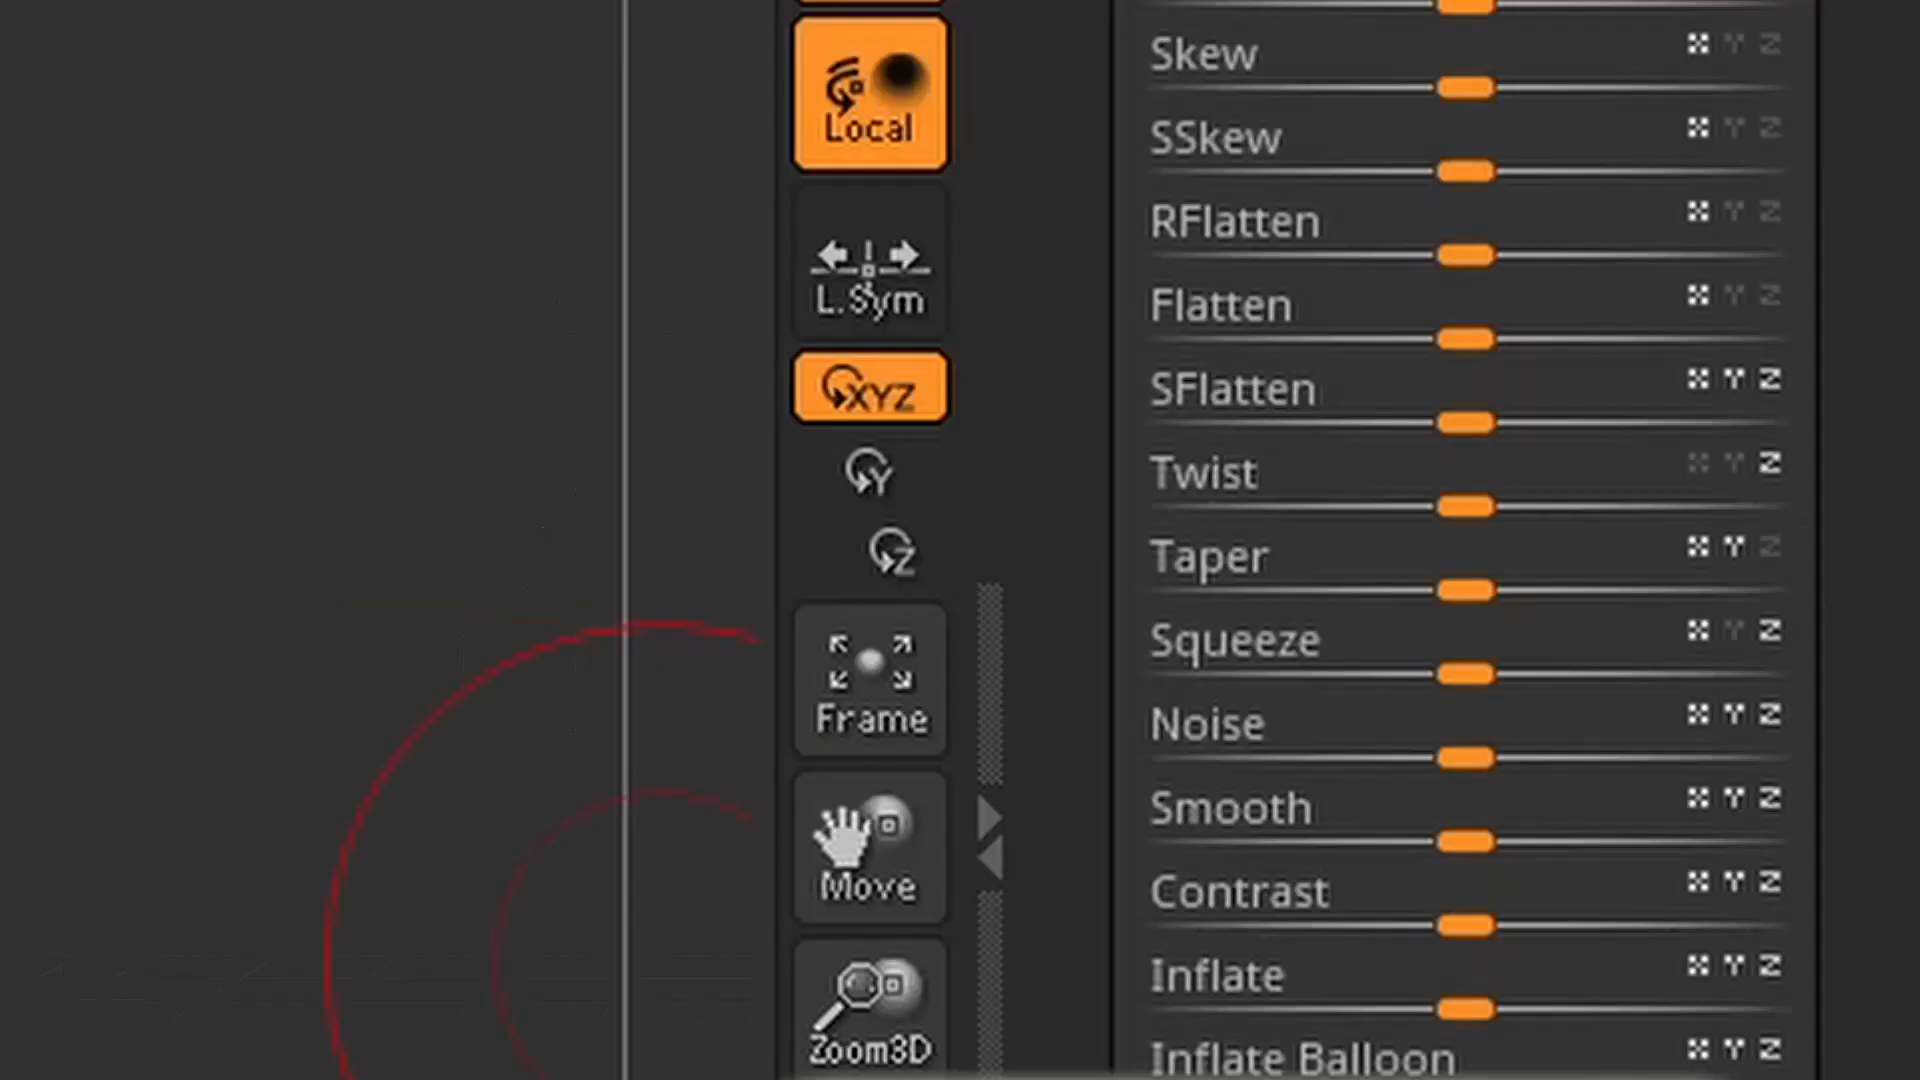 Local
L.Sym
XYZ
Y
Z
Frame
Move
Zoom3D
Skew X Y Z
SSkew X Y Z
RFlatten X Y Z
Flatten X Y Z
SFlatten X Y Z
Twist X Y Z
Taper X Y Z
Squeeze X Y Z
Noise X Y Z
Smooth X Y Z
Contrast X Y Z
Inflate X Y Z
Inflate Balloon X Y Z